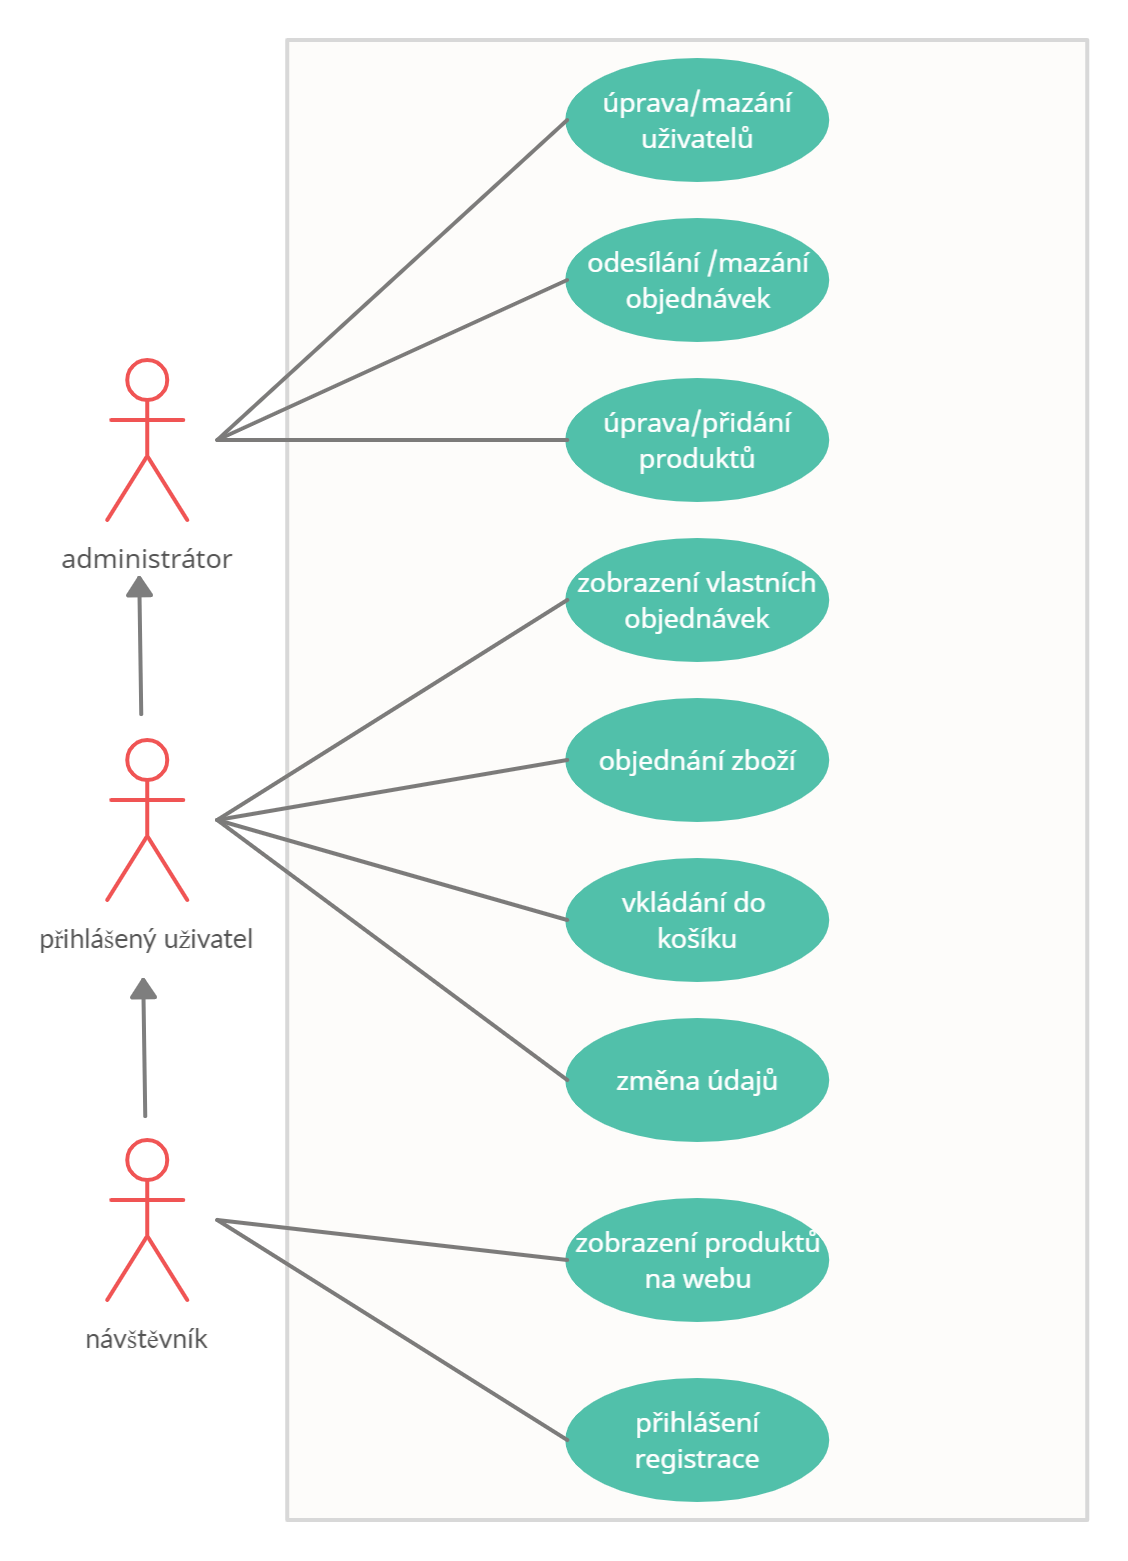 úprava/mazání
uživatelů
odesílání /mazání
objednávek
úprava/přidání
produktů
administrátor
zobrazení vlastních
objednávek
objednání zboží
vkládání do
košíku
přihlášený uživatel
změna údajů
zobrazení produktů
na webu
návštěvník
přihlášení
registrace